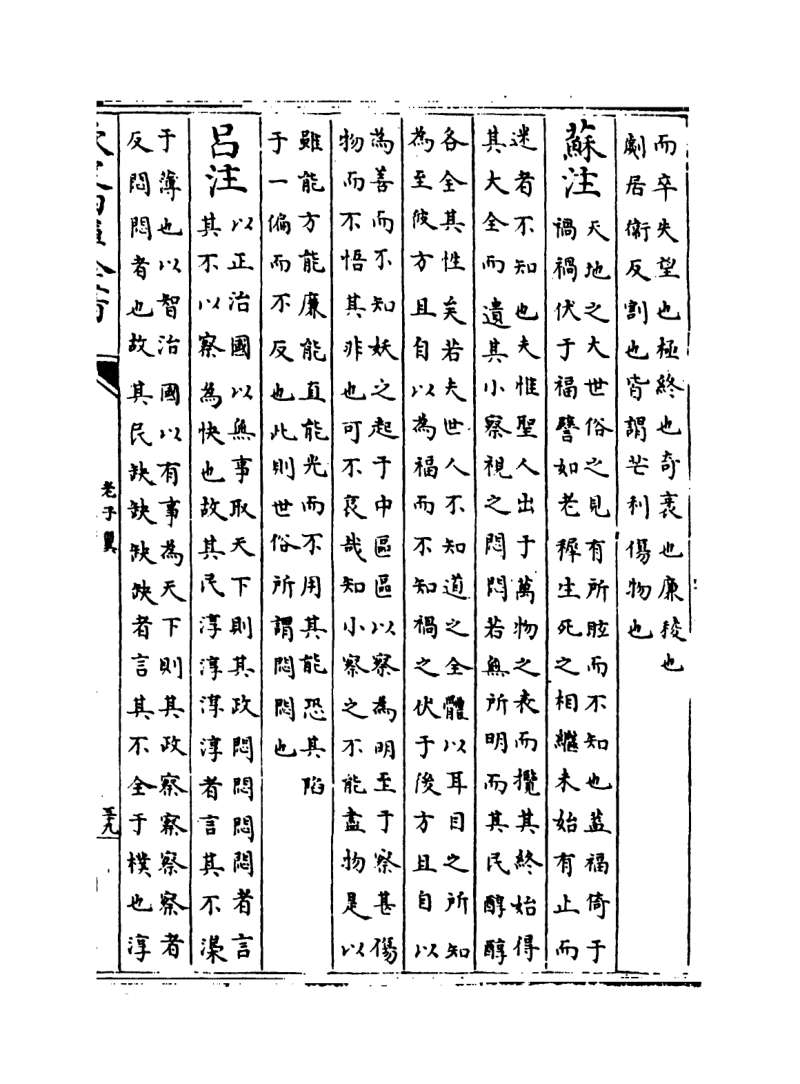 而卒失望也極終也奇衺也廉稜也
劌居衛反割也皆謂芒利傷物也
蘇注
天地之大世俗之見有所眩而不知也蓋福倚于
禍禍伏于福譬如老穉生死之相繼未始有止而
迷者不知也夫惟聖人出于萬物之表而攬其終始得
其大全而遺其小察視之悶悶若無所明而其民醇醇
各全其性矣若夫世人不知道之全體以耳目之所知
為至彼方且自以為福而不知禍之伏于後方且自以
為善而不知妖之起于中區區以察為明至于察甚傷
物而不悟其非也可不哀哉知小察之不能盡物是以
雖能方能廉能直能光而不用其能恐其陷
于一偏而不反也此則世俗所謂悶悶也
呂注
以正治國以無事取天下則其政悶悶悶悶者言
其不以察為快也故其民淳淳淳淳者言其不澆
于薄也以智治國以有事為天下則其政察察察察者
反悶悶者也故其民缺缺缺缺者言其不全于樸也淳
欽定四庫全書
老子翼